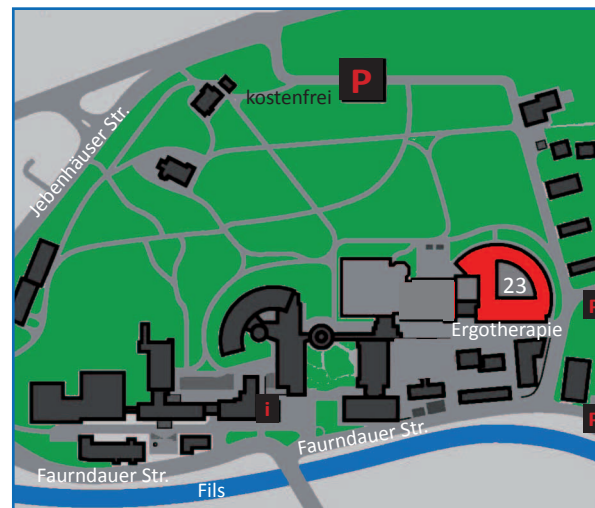 P
kostenfrei
Jebenhäuser Str.
23
Ergotherapie
P
i
P
Faurndauer Str.
Faurndauer Str.
Fils